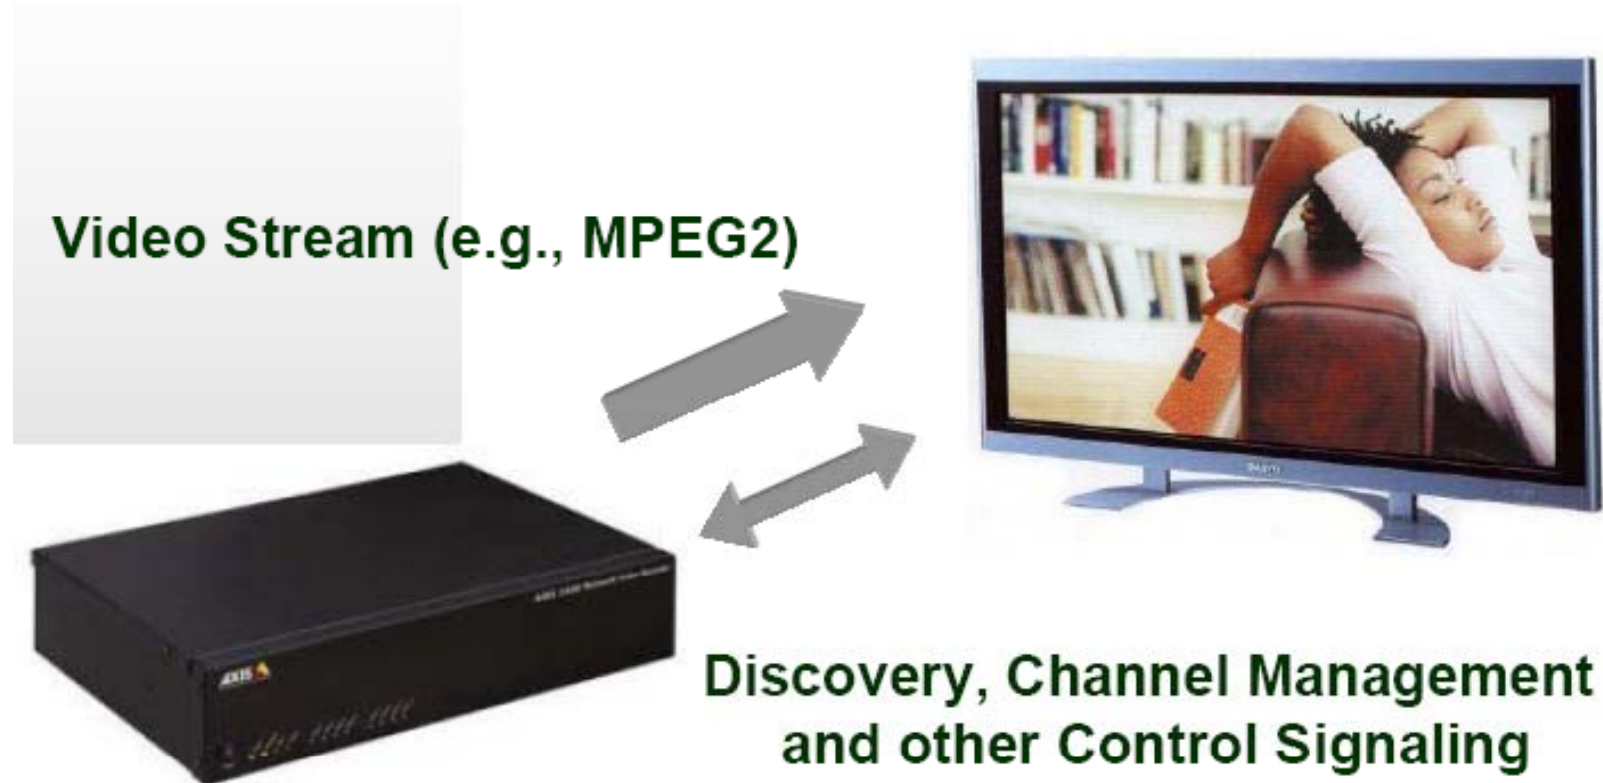 Video Stream (e.g., MPEG2)
AXIS
Discovery, Channel Management
and other Control Signaling